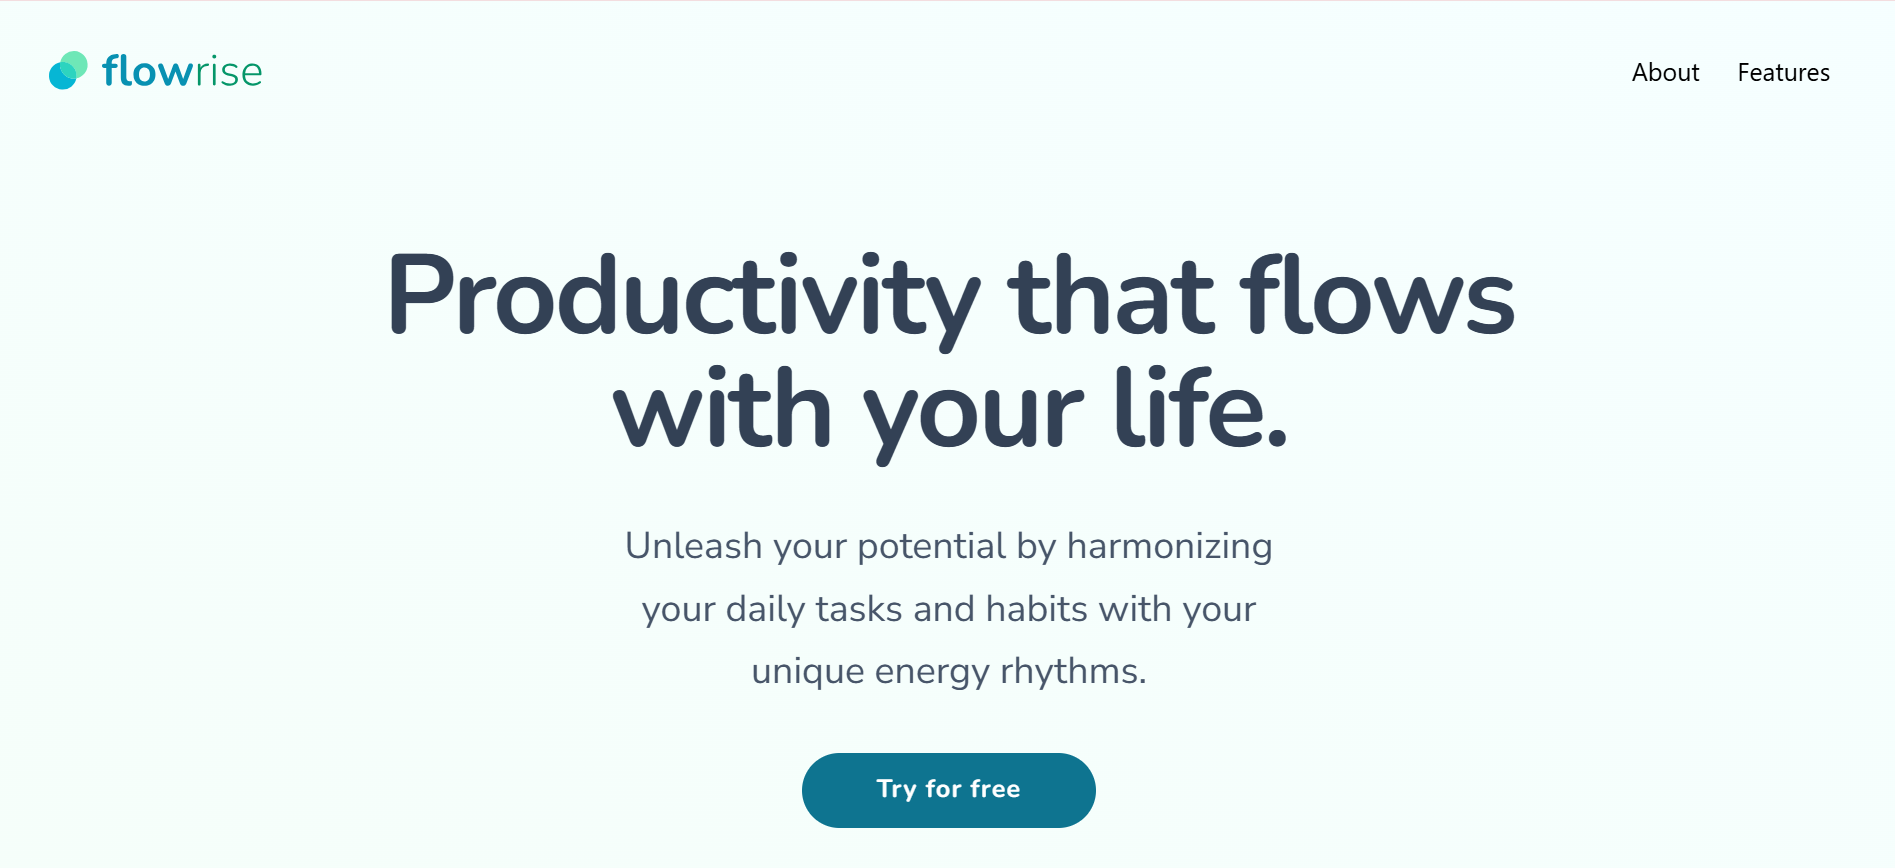 flowrise
About Features
Productivity that flows
with your life.
Unleash your potential by harmonizing
your daily tasks and habits with your
unique energy rhythms.
Try for free